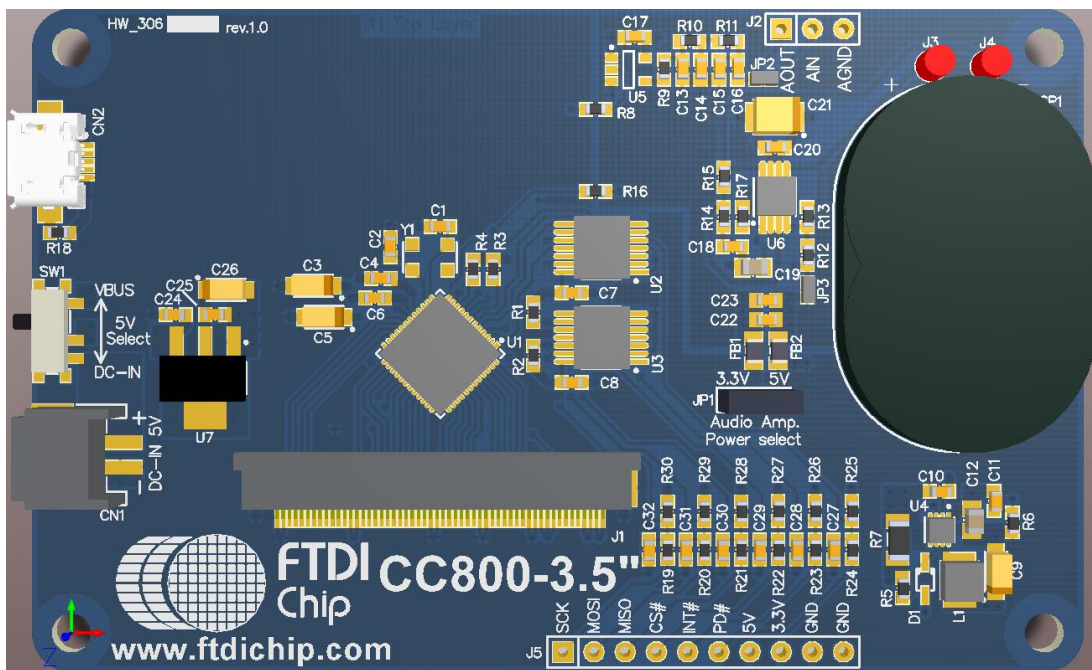 HW_306 rev.1.0
Top Layer
C17
R10
R11
J2
AOUT
AIN
AGND
J3
J4
+
CN2
U5
R9
C13
C14
C15
C16
JP2
C21
R8
C20
R15
R17
R16
R14
R13
U6
R18
C1
Y1
C2
R4
R3
C18
R12
C19
SW1
VBUS
5V
Select
DC-IN
C25
C26
C24
C3
C4
C6
C5
U2
C7
JP3
C23
C22
R1
R2
U1
U3
C8
FB1
FB2
3.3V
5V
JP1
Audio Amp.
Power select
U7
+
5V
DC-IN
CN1
R30
R29
R28
R27
R26
R25
C10
C12
C11
U4
R7
R6
J1
C32
C31
C30
C29
C28
C27
R19
R20
R21
R22
R23
R24
R5
D1
L1
C9
FTDI
Chip
CC800-3.5"
www.ftdichip.com
J5
SCK
MOSI
MISO
CS#
INT#
PD#
5V
3.3V
GND
GND
Z